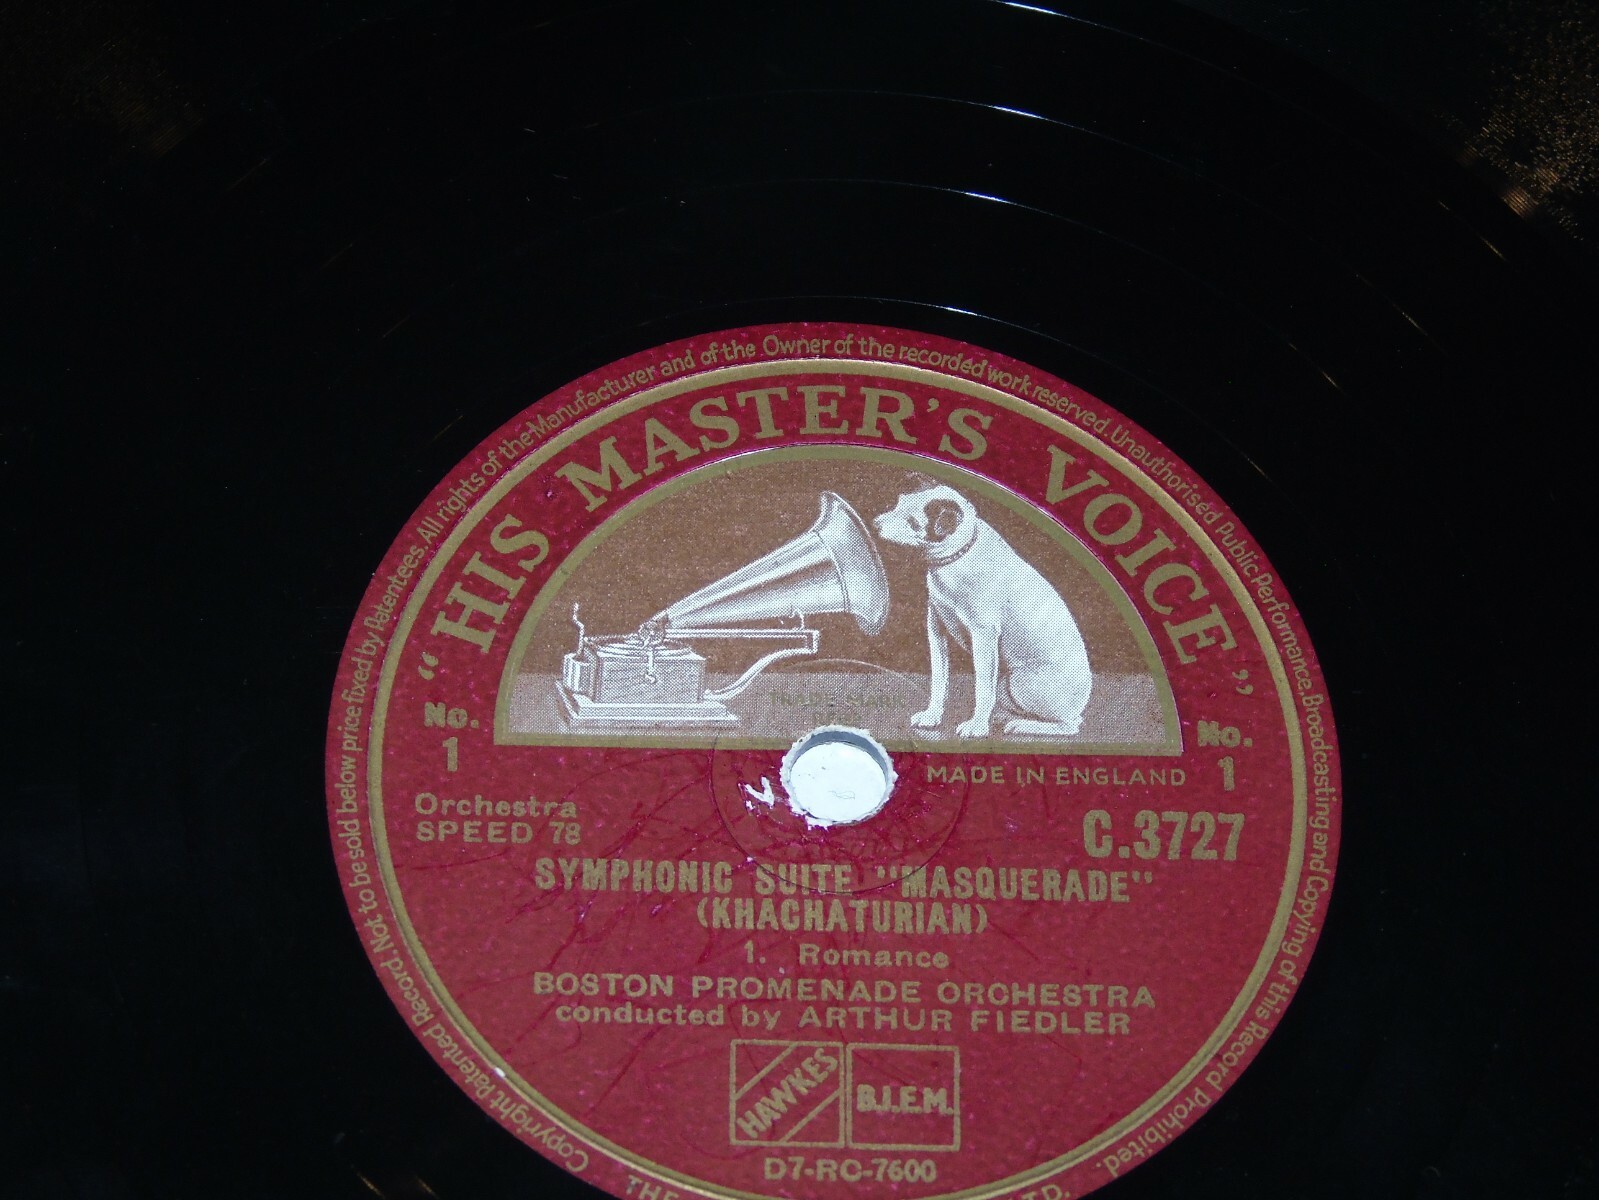 Copyright Patented Record. Not to be sold below price fixed by Patentees. All rights of the Manufacturer and of the Owner of the recorded work reserved. Unauthorised Public Performance. Broadcasting and Copying of this Record Prohibited.
"HIS MASTER'S VOICE"
TRADE MARK
No. 1
No. 1
MADE IN ENGLAND
Orchestra
SPEED 78
C.3727
SYMPHONIC SUITE "MASQUERADE"
(KHACHATURIAN)
1. Romance
BOSTON PROMENADE ORCHESTRA
conducted by ARTHUR FIEDLER
HAWKES
B.I.E.M.
D7-RC-7600
THE
LTD.